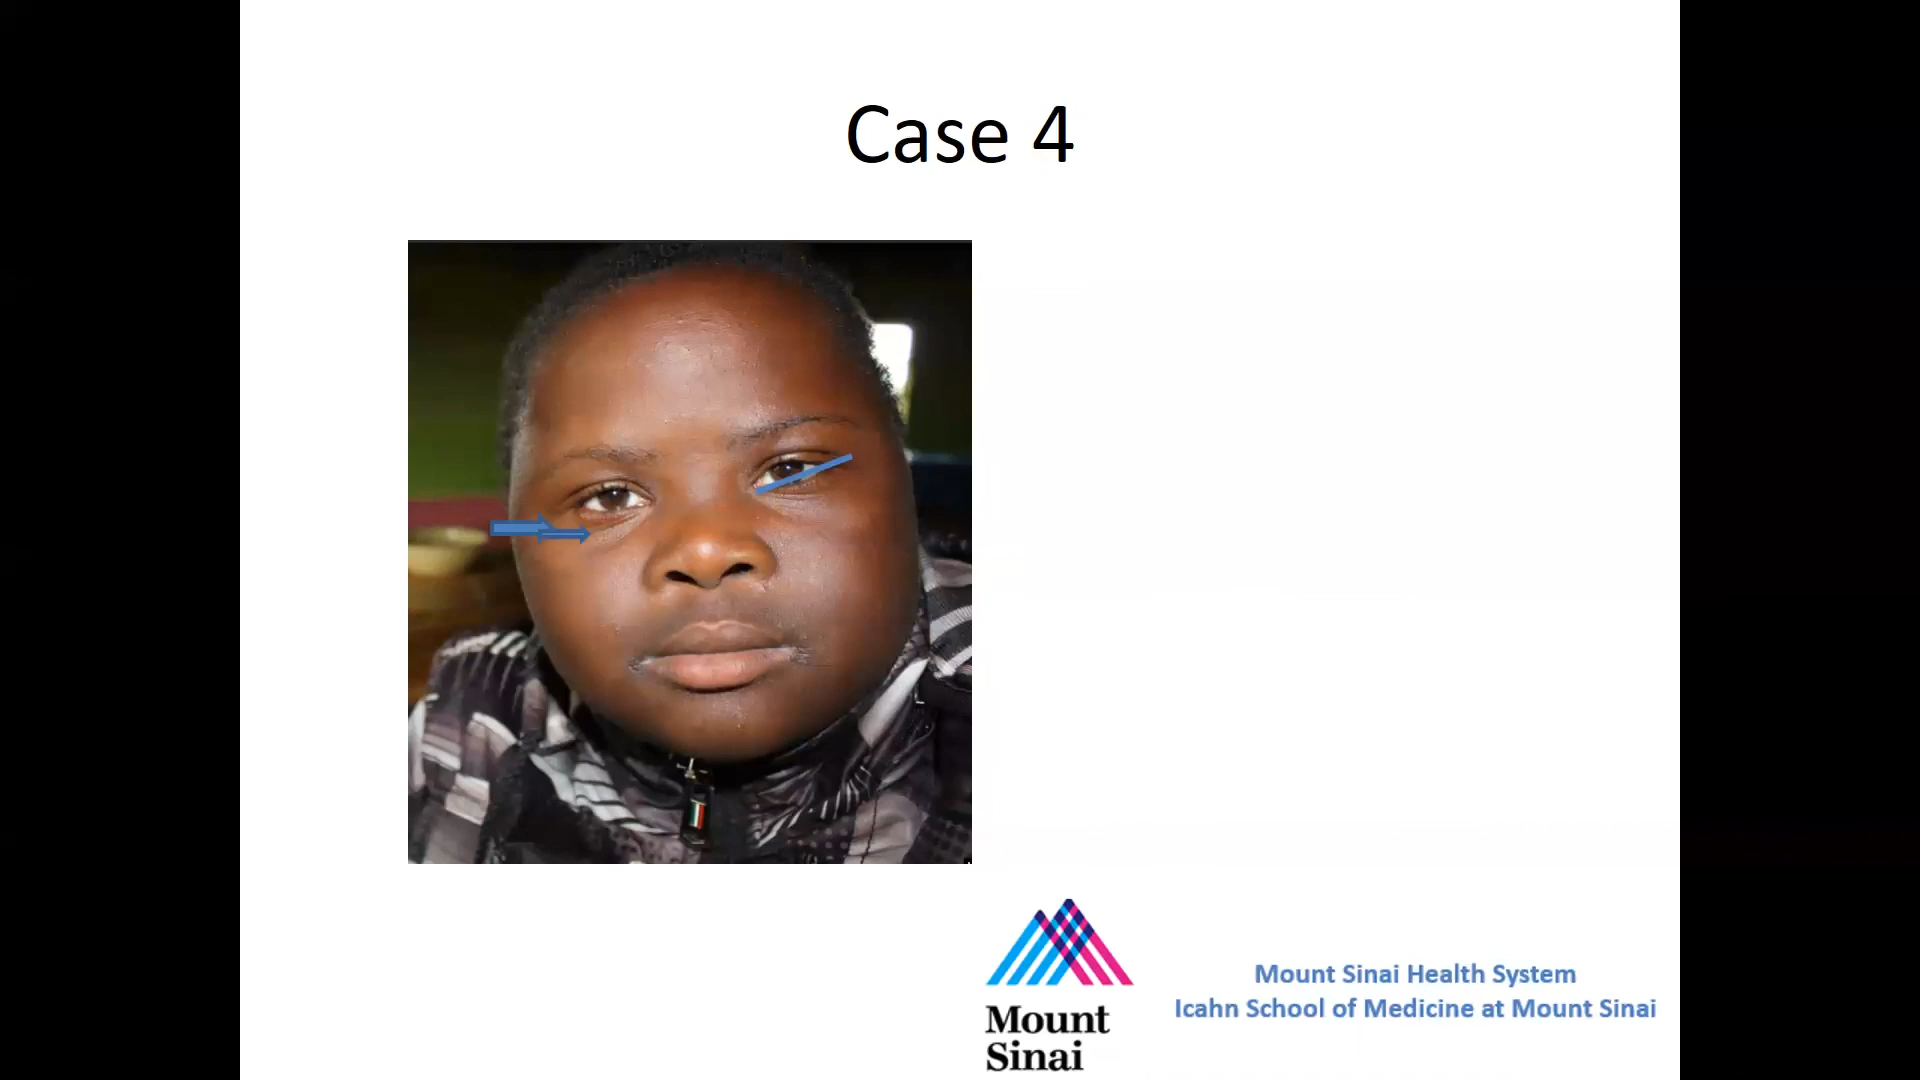 Case 4
Mount Sinai Health System
Icahn School of Medicine at Mount Sinai
Mount
Sinai